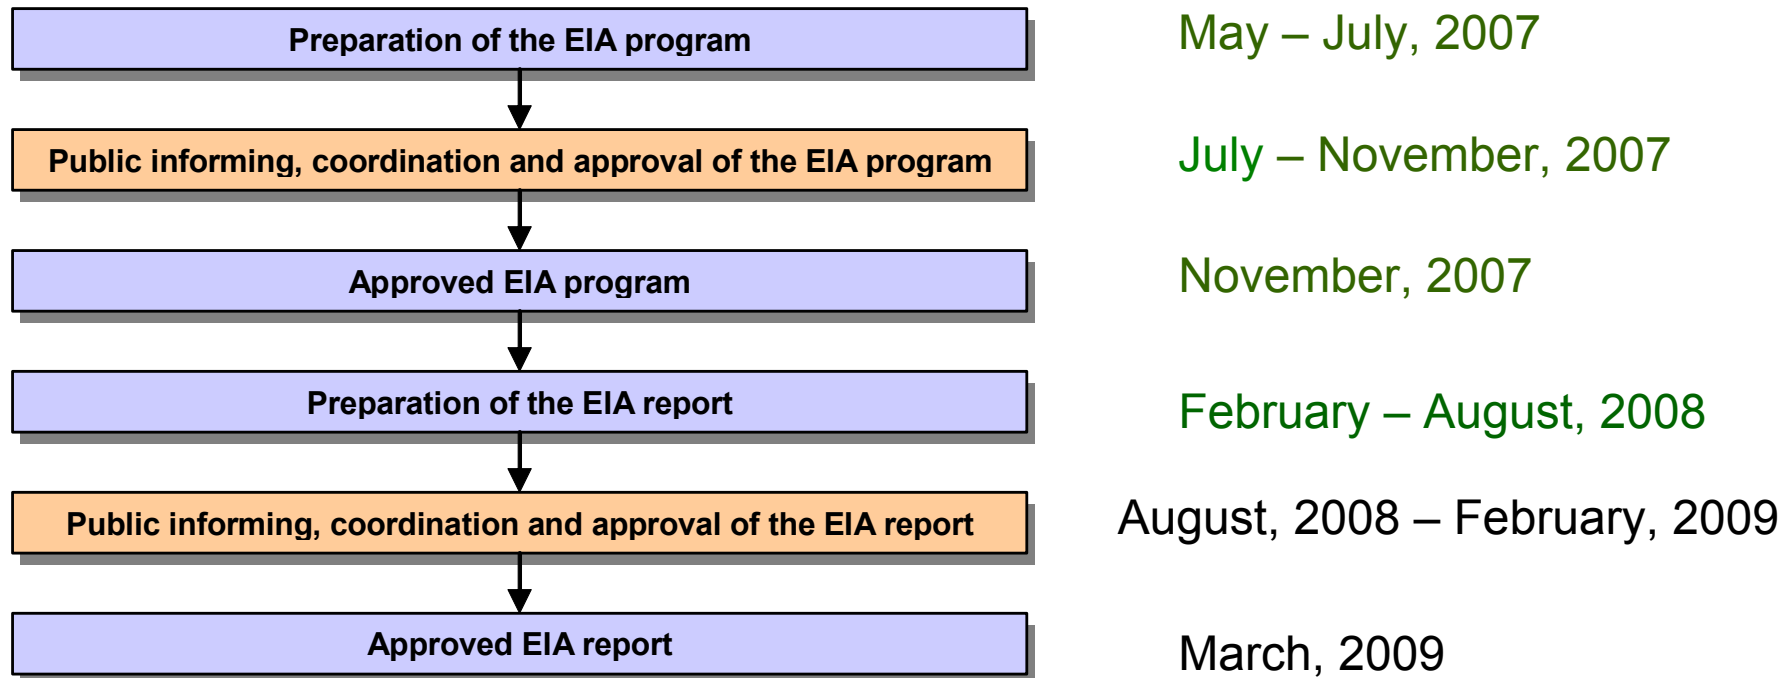 Preparation of the EIA program
May – July, 2007
Public informing, coordination and approval of the EIA program
July – November, 2007
Approved EIA program
November, 2007
Preparation of the EIA report
February – August, 2008
Public informing, coordination and approval of the EIA report
August, 2008 – February, 2009
Approved EIA report
March, 2009